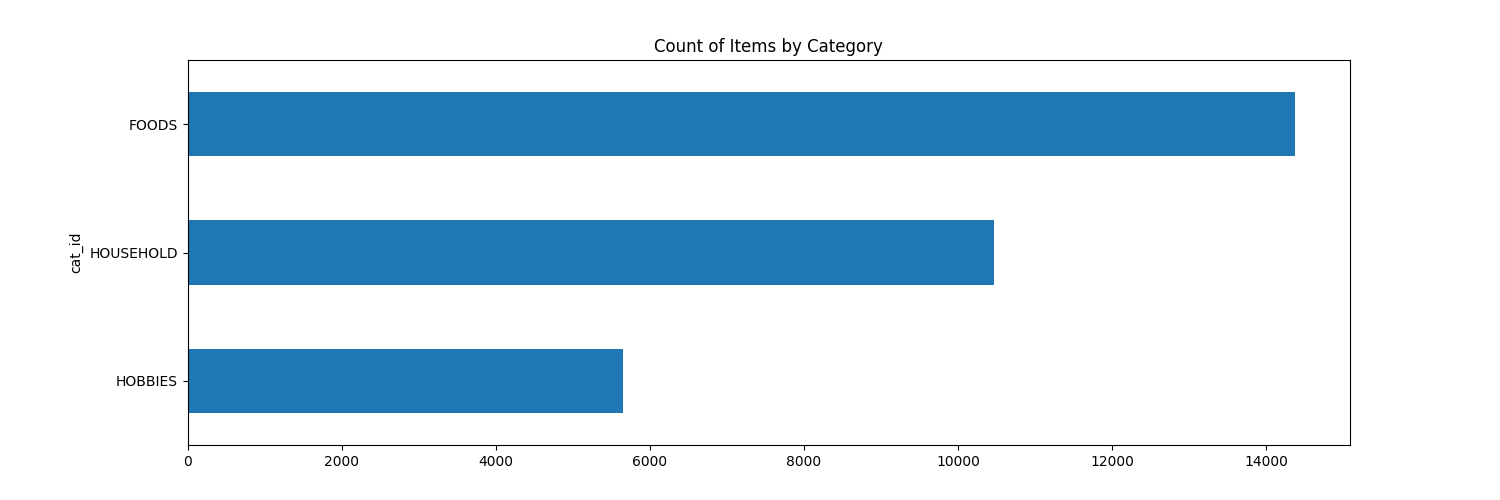 Count of Items by Category
FOODS
HOUSEHOLD
HOBBIES
cat_id
0 2000 4000 6000 8000 10000 12000 14000